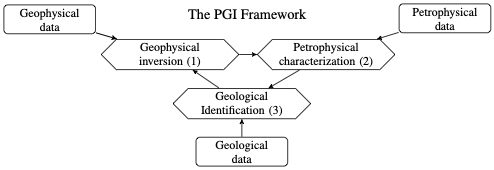 Geophysical
data
The PGI Framework
Petrophysical
data
Geophysical
inversion (1)
Petrophysical
characterization (2)
Geological
Identification (3)
Geological
data